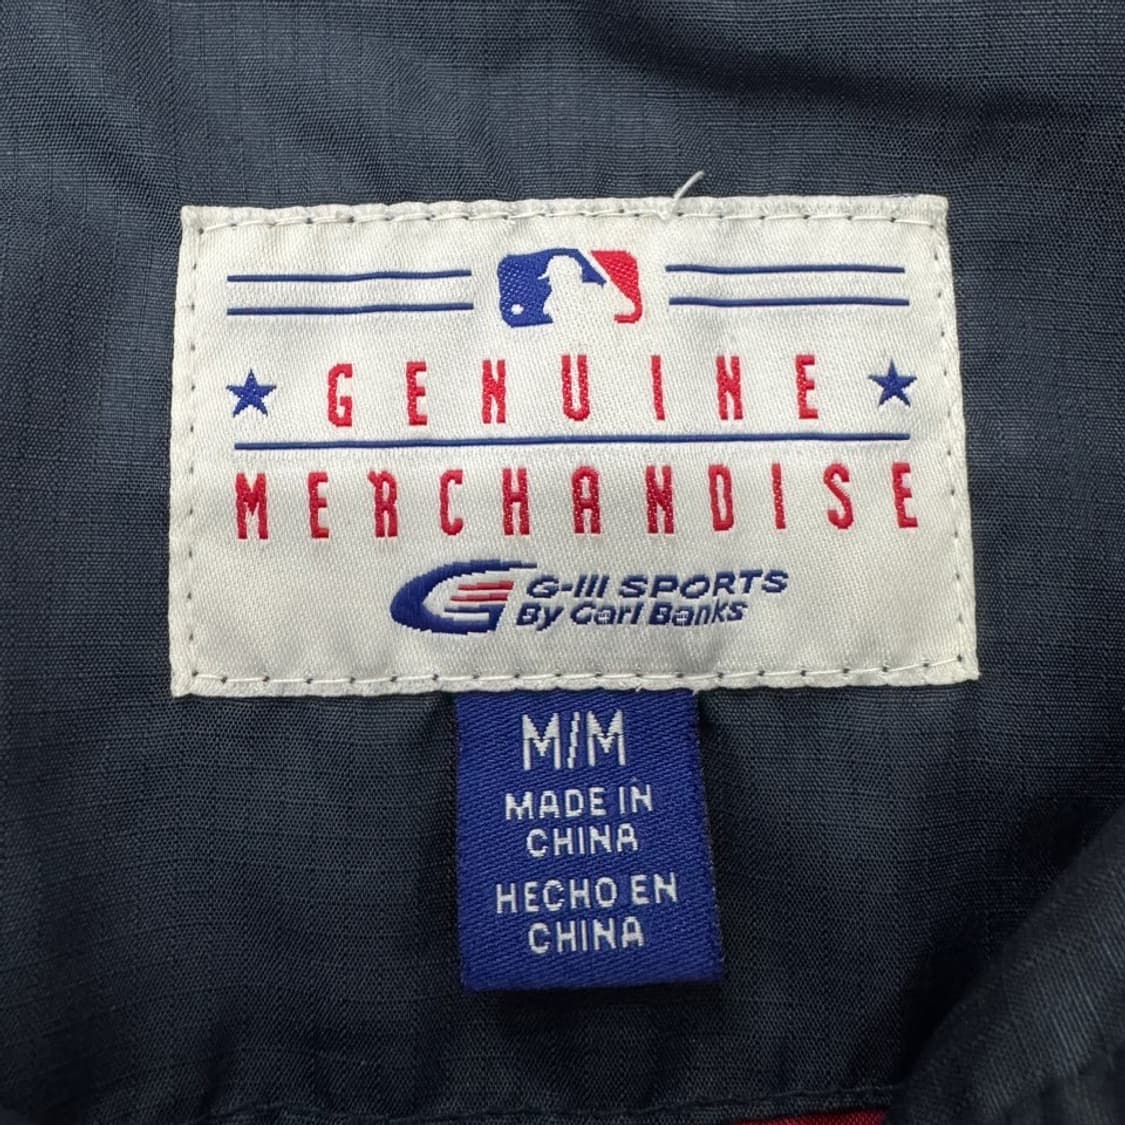 GENUINE
MERCHANDISE
G-III SPORTS
By Carl Banks
M/M
MADE IN
CHINA
HECHO EN
CHINA